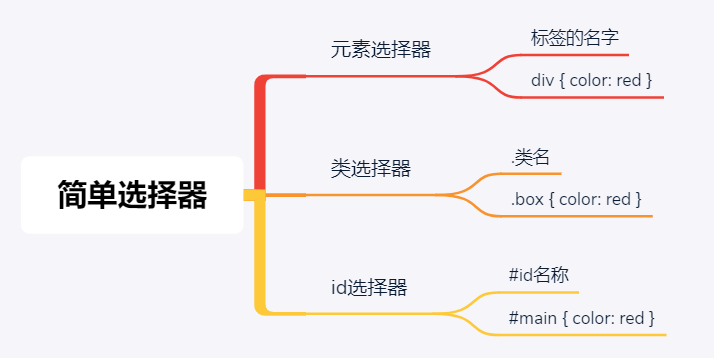 简单选择器
元素选择器
标签的名字
div { color: red }
类选择器
.类名
.box { color: red }
id选择器
#id名称
#main { color: red }